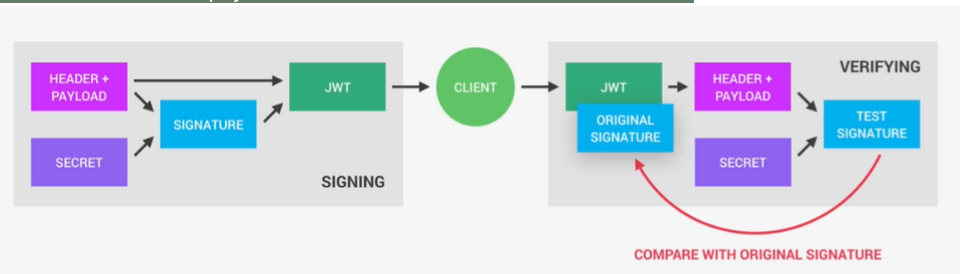 HEADER +
PAYLOAD
SECRET
SIGNATURE
JWT
SIGNING
CLIENT
VERIFYING
JWT
ORIGINAL
SIGNATURE
HEADER +
PAYLOAD
SECRET
TEST
SIGNATURE
COMPARE WITH ORIGINAL SIGNATURE